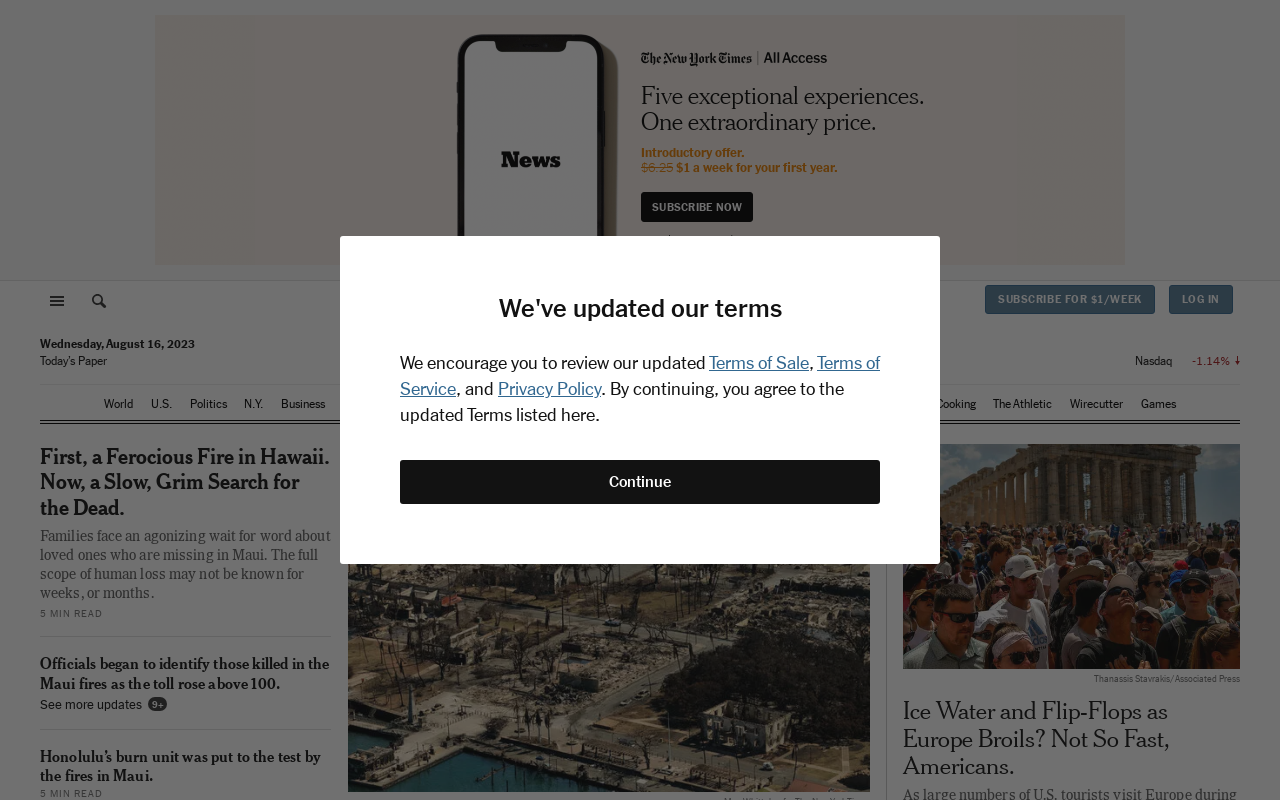 The New York Times | All Access
Five exceptional experiences.
One extraordinary price.
Introductory offer.
$6.25 $1 a week for your first year.
SUBSCRIBE NOW
News
SUBSCRIBE FOR $1/WEEK
LOG IN
Wednesday, August 16, 2023
Today's Paper
Nasdaq -1.14% ↓
World U.S. Politics N.Y. Business
Cooking The Athletic Wirecutter Games
We've updated our terms
We encourage you to review our updated Terms of Sale, Terms of
Service, and Privacy Policy. By continuing, you agree to the
updated Terms listed here.
Continue
First, a Ferocious Fire in Hawaii.
Now, a Slow, Grim Search for
the Dead.
Families face an agonizing wait for word about
loved ones who are missing in Maui. The full
scope of human loss may not be known for
weeks, or months.
5 MIN READ
Officials began to identify those killed in the
Maui fires as the toll rose above 100.
See more updates 9+
Honolulu's burn unit was put to the test by
the fires in Maui.
5 MIN READ
Thanassis Stavrakis/Associated Press
Ice Water and Flip-Flops as
Europe Broils? Not So Fast,
Americans.
As large numbers of U.S. tourists visit Europe during